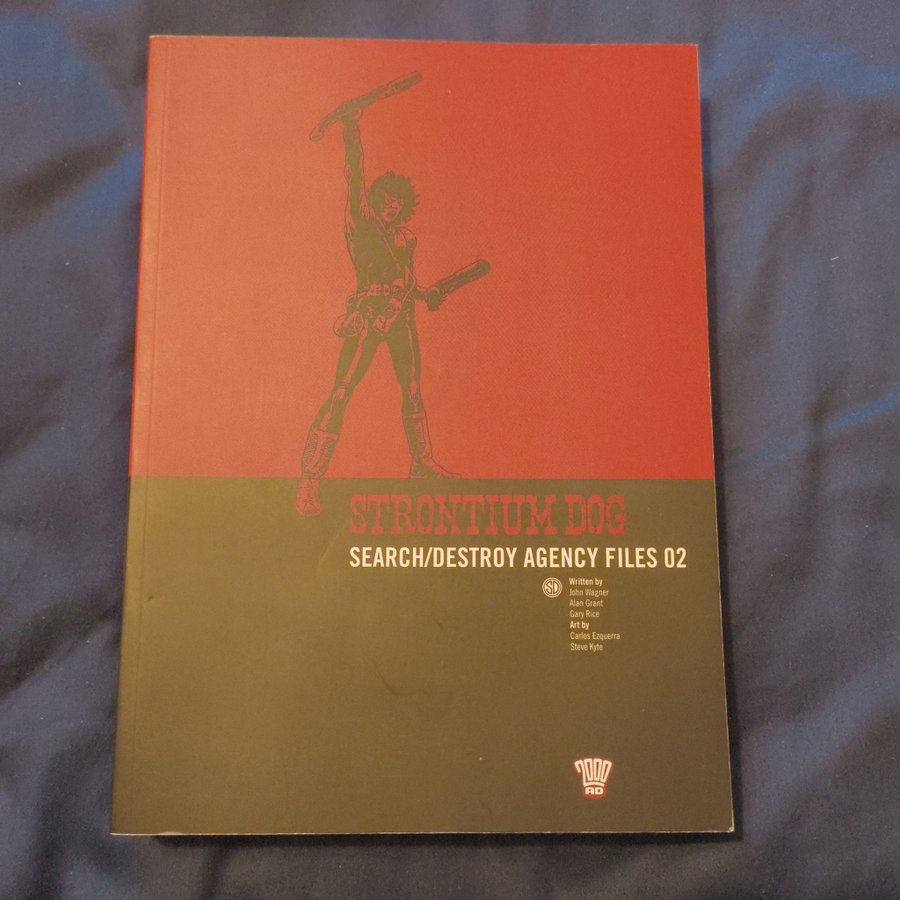 STRONTIUM DOG
SEARCH/DESTROY AGENCY FILES 02
SD
Written by
John Wagner
Alan Grant
Gary Rice
Art by
Carlos Ezquerra
Steve Kyte
2000
AD